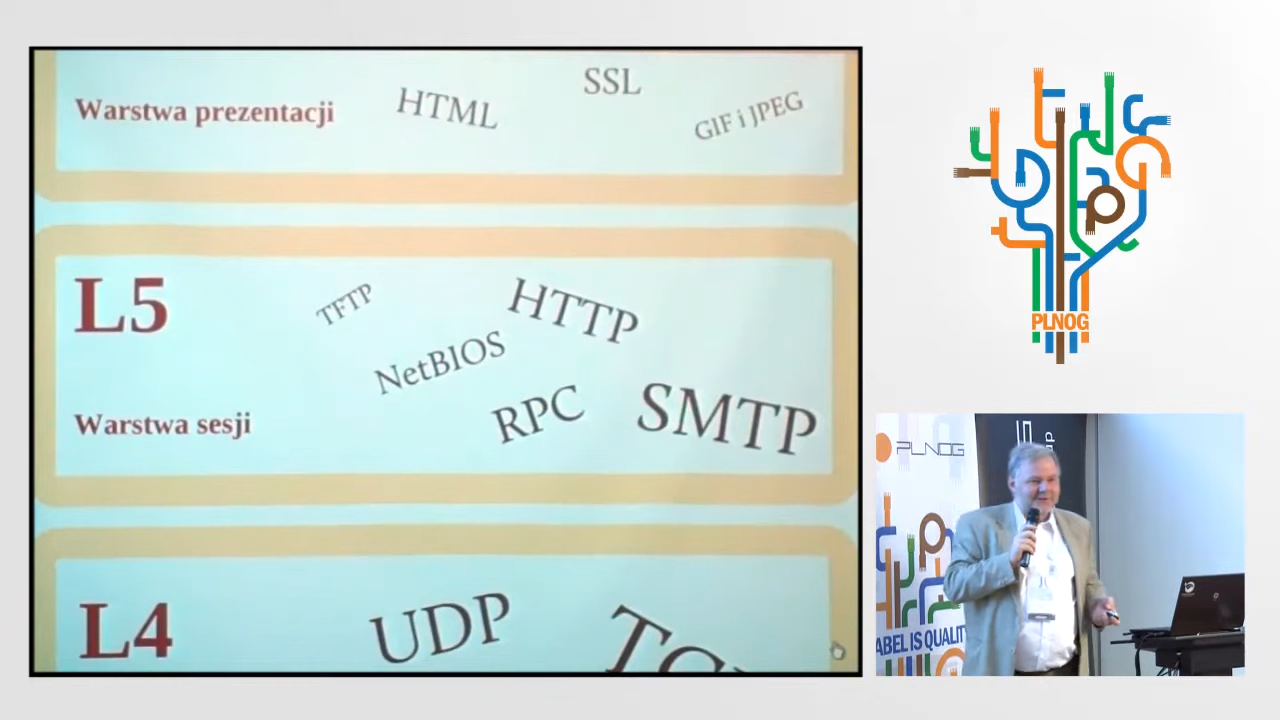 Warstwa prezentacji
HTML
SSL
GIF i JPEG
L5
Warstwa sesji
TFTP
HTTP
NetBIOS
RPC
SMTP
L4
UDP
PLNOG
PLNOG
LABEL IS QUALITY